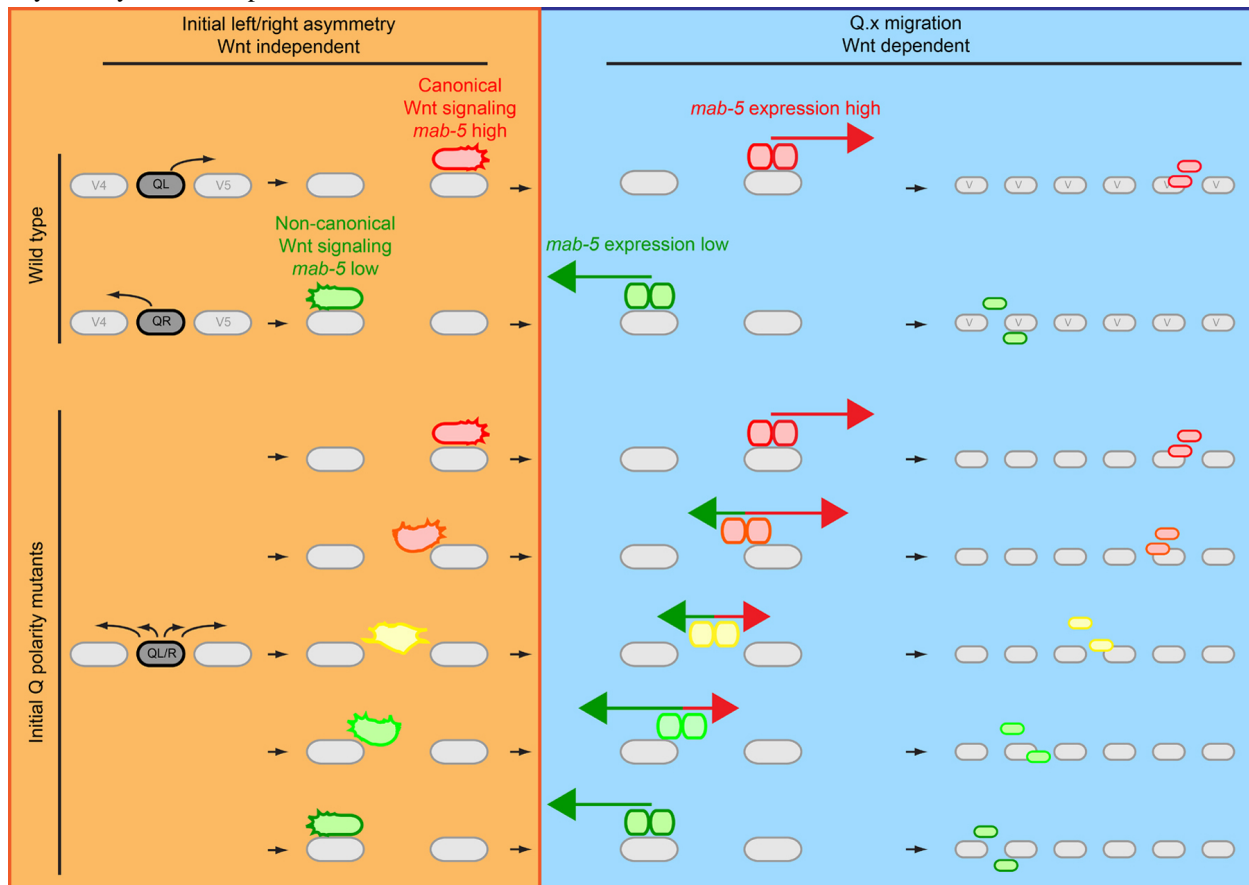 Initial left/right asymmetry
Wnt independent
Q.x migration
Wnt dependent
Canonical
Wnt signaling
mab-5 high
mab-5 expression high
Wild type
V4
QL
V5
V
V
V
V
V
V
Non-canonical
Wnt signaling
mab-5 low
mab-5 expression low
V4
QR
V5
V
V
V
V
V
V
Initial Q polarity mutants
QL/R